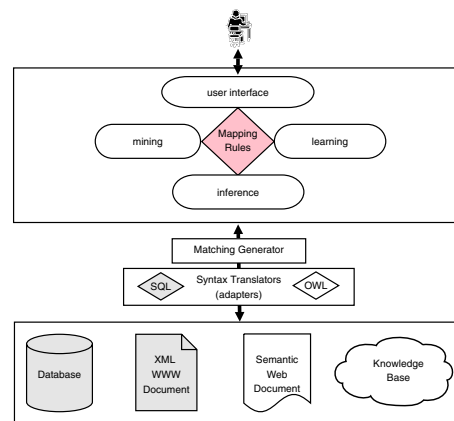 user interface
mining
Mapping
Rules
learning
inference
Matching Generator
SQL
Syntax Translators
(adapters)
OWL
Database
XML
WWW
Document
Semantic
Web
Document
Knowledge
Base